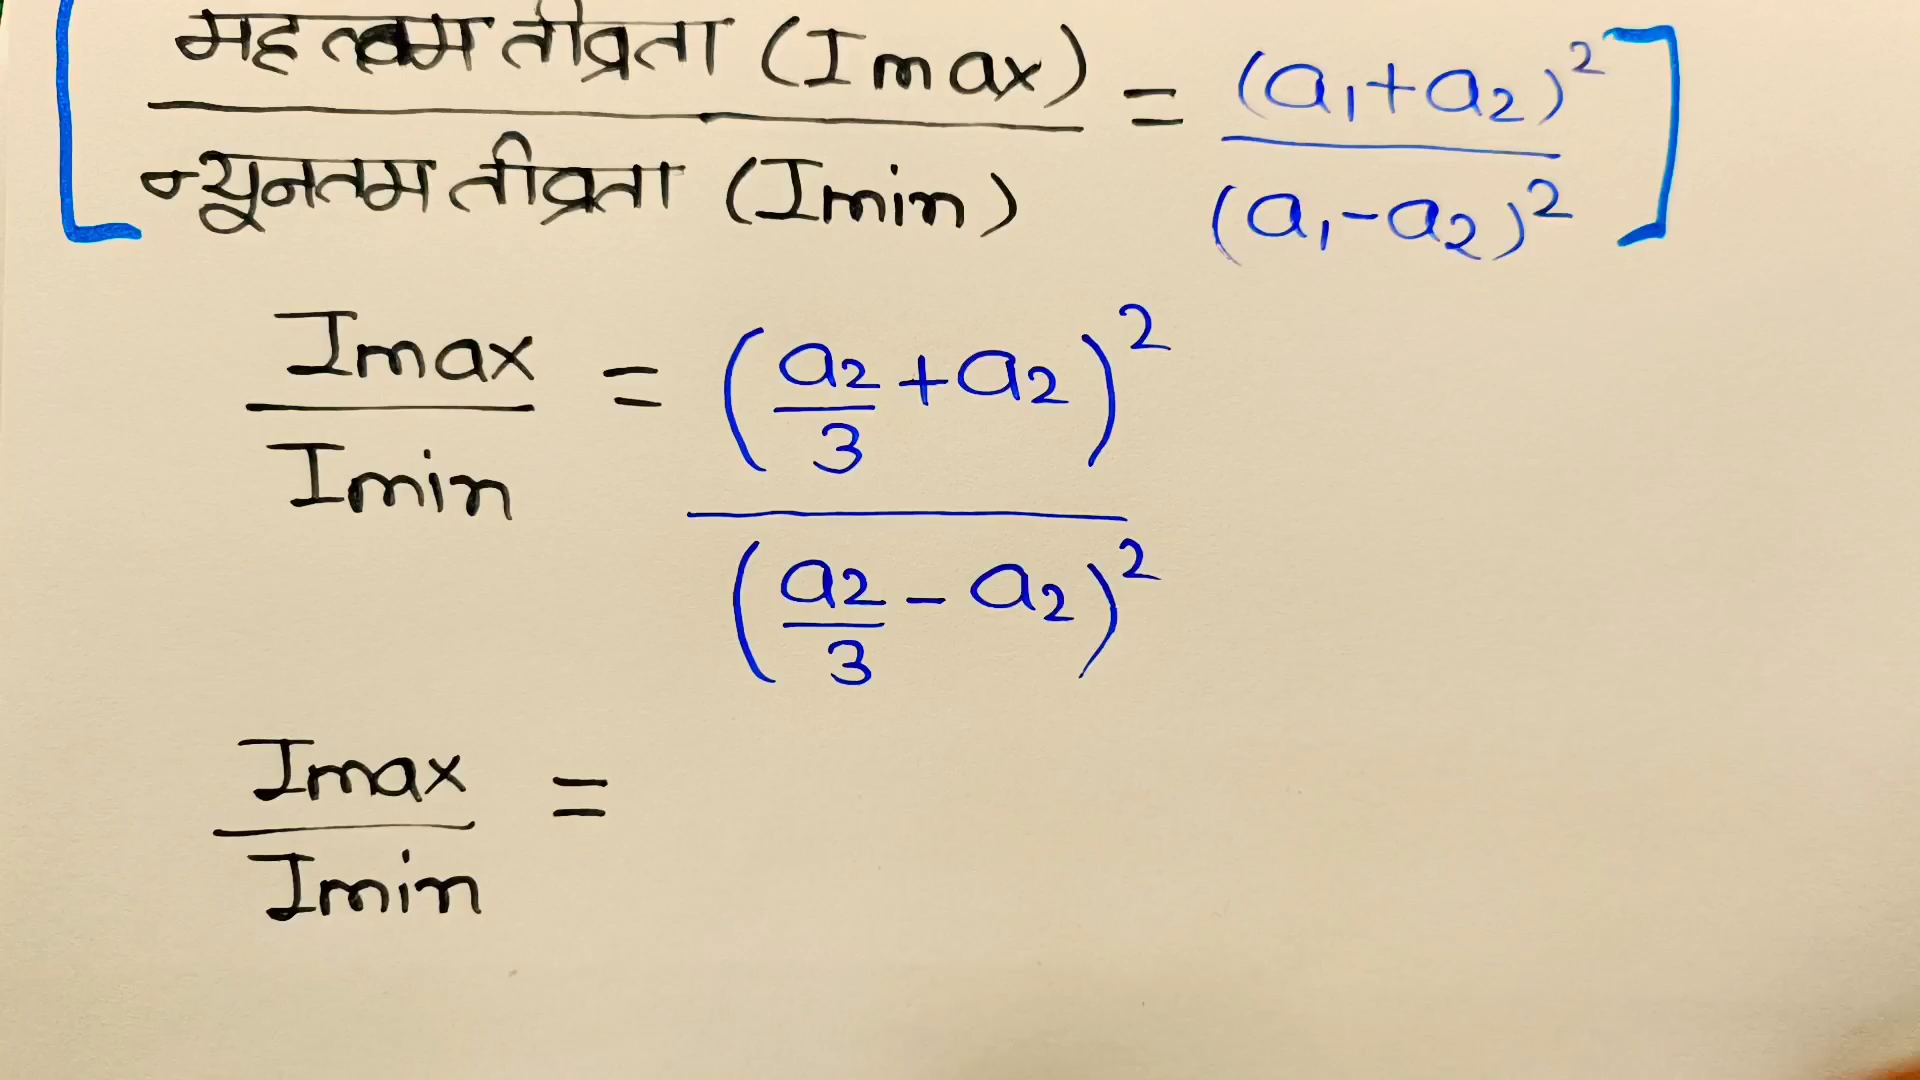 [महत्तम तीव्रता (Imax) / न्यूनतम तीव्रता (Imin) = (a₁+a₂)² / (a₁-a₂)²]
Imax / Imin = (a₂/3 + a₂)² / (a₂/3 - a₂)²
Imax / Imin =